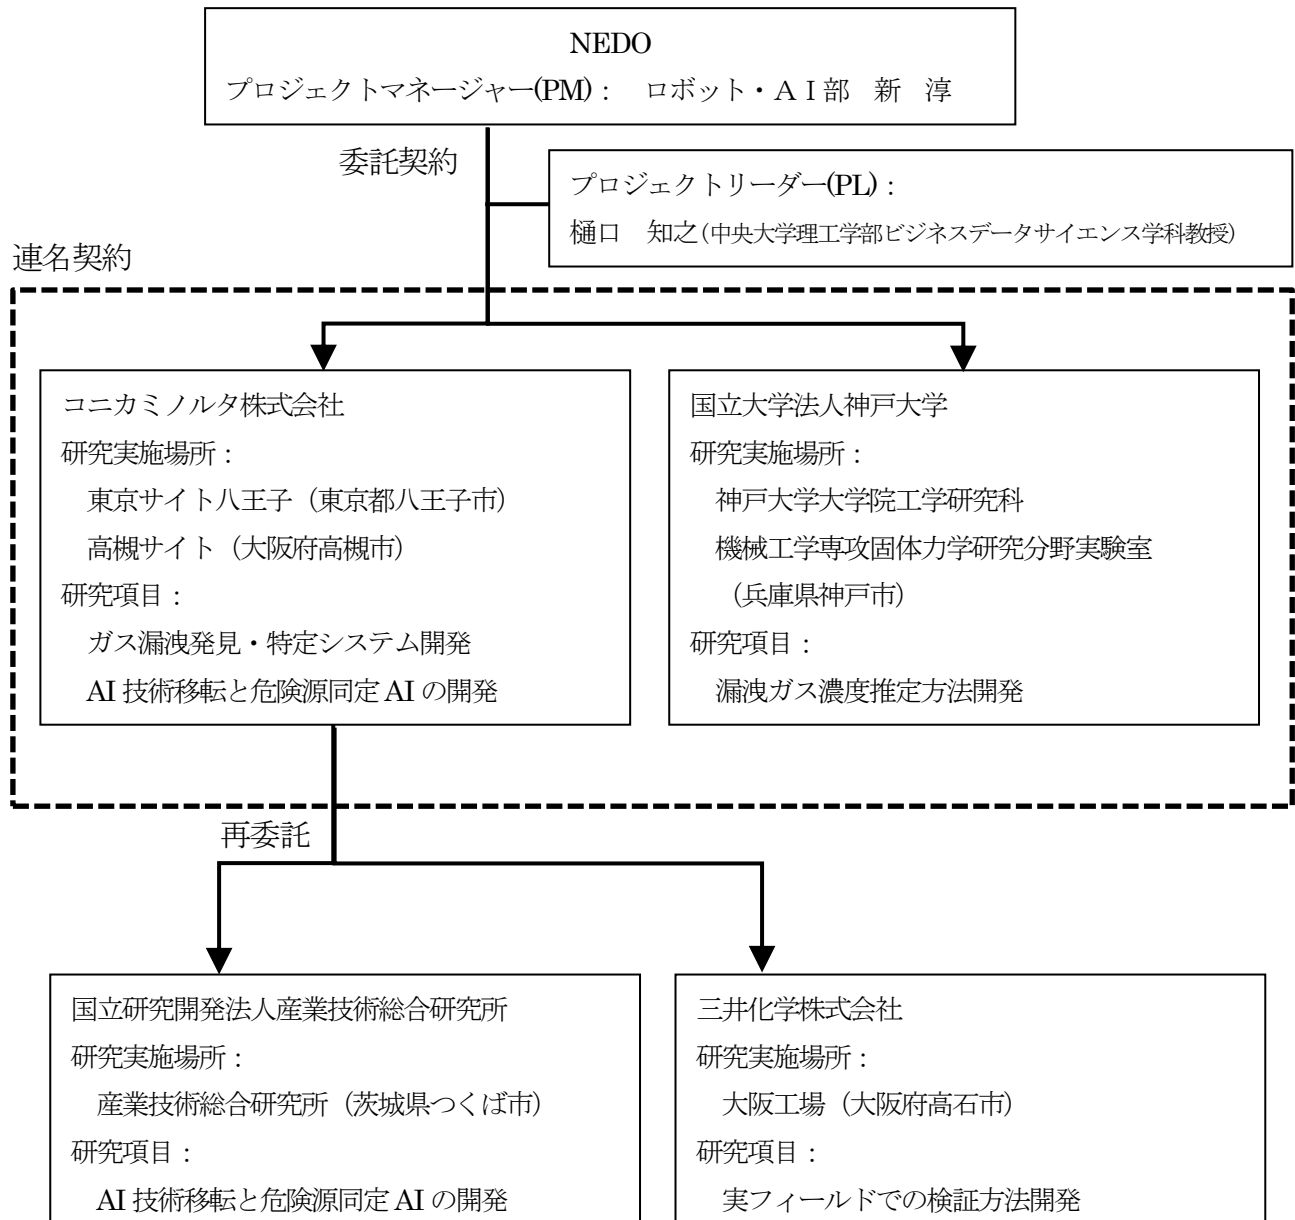 NEDO
プロジェクトマネージャー(PM)： ロボット・ＡＩ部 新 淳
委託契約
プロジェクトリーダー(PL)：
樋口 知之(中央大学理工学部ビジネスデータサイエンス学科教授)
連名契約
コニカミノルタ株式会社
研究実施場所：
東京サイト八王子（東京都八王子市）
高槻サイト（大阪府高槻市）
研究項目：
ガス漏洩発見・特定システム開発
AI 技術移転と危険源同定 AI の開発
国立大学法人神戸大学
研究実施場所：
神戸大学大学院工学研究科
機械工学専攻固体力学研究分野実験室
（兵庫県神戸市）
研究項目：
漏洩ガス濃度推定方法開発
再委託
国立研究開発法人産業技術総合研究所
研究実施場所：
産業技術総合研究所（茨城県つくば市）
研究項目：
AI 技術移転と危険源同定 AI の開発
三井化学株式会社
研究実施場所：
大阪工場（大阪府高石市）
研究項目：
実フィールドでの検証方法開発